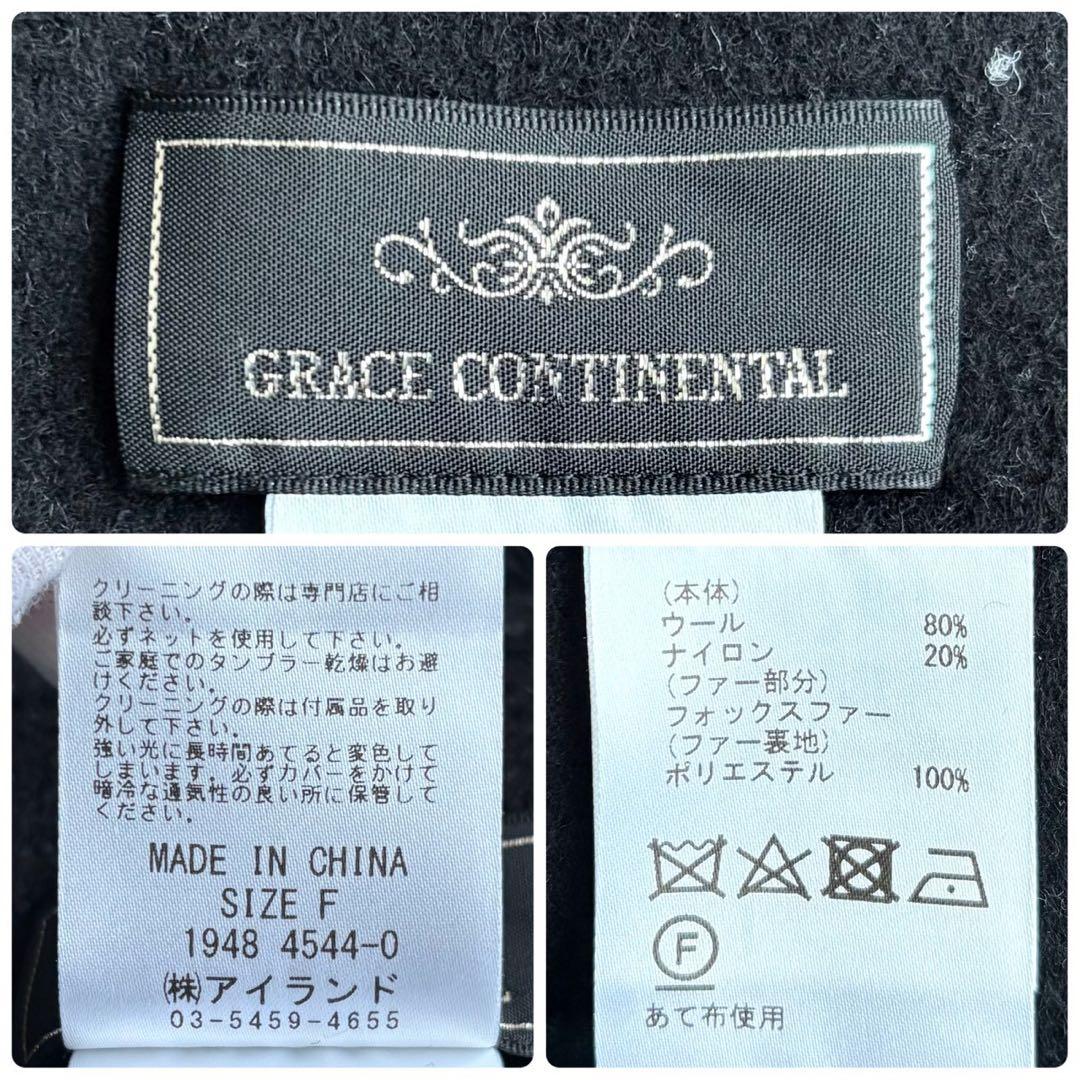 GRACE CONTINENTAL
クリーニングの際は専門店にご相
談下さい。
必ずネットを使用して下さい。
ご家庭でのタンブラー乾燥はお避
けください。
クリーニングの際は付属品を取り
外して下さい。
強い光に長時間あてると変色して
しまいます。必ずカバーをかけて
暗冷な通気性の良い所に保管して
ください。
MADE IN CHINA
SIZE F
1948 4544-0
㈱アイランド
03-5459-4655
(本体)
ウール 80%
ナイロン 20%
(ファー部分)
フォックスファー
(ファー裏地)
ポリエステル 100%
F
あて布使用